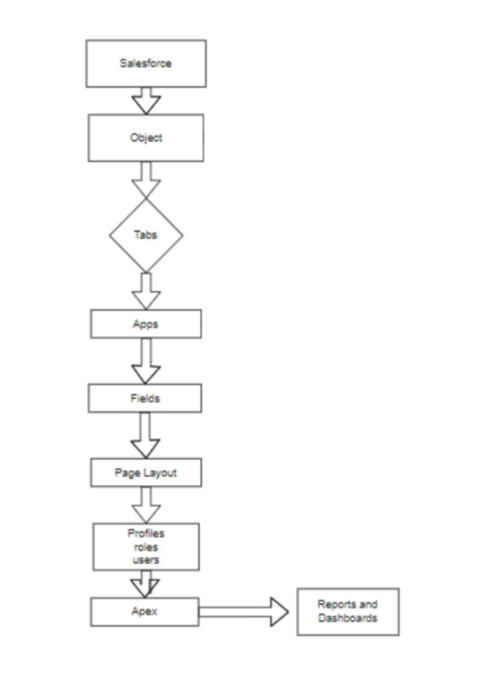 Salesforce
Object
Tabs
Apps
Fields
Page Layout
Profiles
roles
users
Apex
Reports and
Dashboards